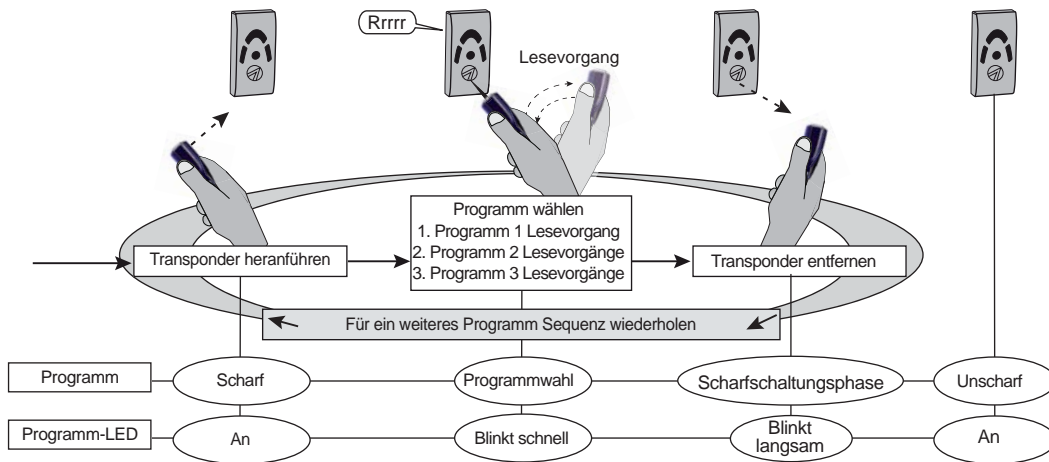 Rrrrr
Lesevorgang
Transponder heranführen
Programm wählen
1. Programm 1 Lesevorgang
2. Programm 2 Lesevorgänge
3. Programm 3 Lesevorgänge
Transponder entfernen
Für ein weiteres Programm Sequenz wiederholen
Programm
Scharf
Programmwahl
Scharfschaltungsphase
Unscharf
Programm-LED
An
Blinkt schnell
Blinkt
langsam
An